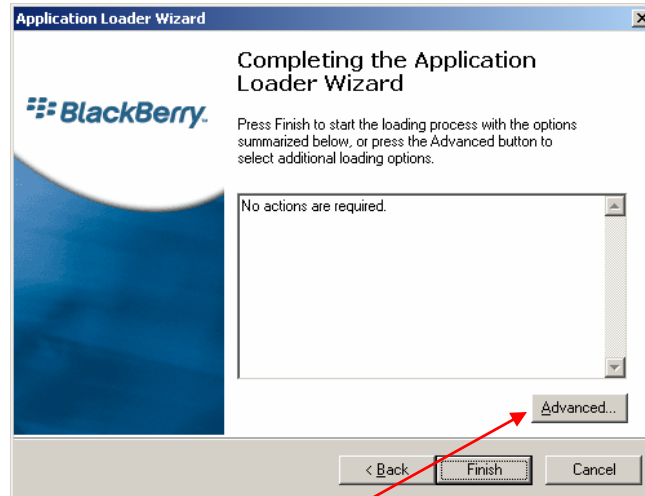 Application Loader Wizard
BlackBerry.
Completing the Application
Loader Wizard
Press Finish to start the loading process with the options
summarized below, or press the Advanced button to
select additional loading options.
No actions are required.
Advanced...
< Back
Finish
Cancel